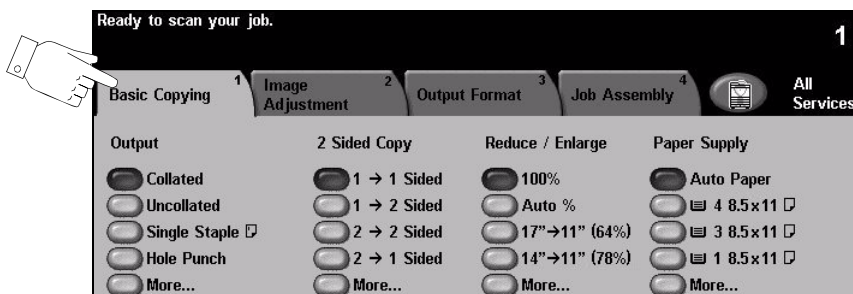 Ready to scan your job.
1
Basic Copying 1
Image Adjustment 2
Output Format 3
Job Assembly 4
All Services
Output
Collated
Uncollated
Single Staple
Hole Punch
More...
2 Sided Copy
1 → 1 Sided
1 → 2 Sided
2 → 2 Sided
2 → 1 Sided
More...
Reduce / Enlarge
100%
Auto %
17”→11” (64%)
14”→11” (78%)
More...
Paper Supply
Auto Paper
4 8.5x11
3 8.5x11
1 8.5x11
More...